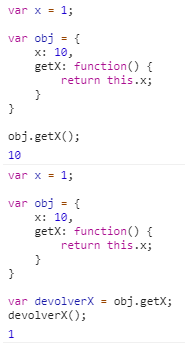 var x = 1;
var obj = {
    x: 10,
    getX: function() {
        return this.x;
    }
}
obj.getX();
10
var x = 1;
var obj = {
    x: 10,
    getX: function() {
        return this.x;
    }
}
var devolverX = obj.getX;
devolverX();
1